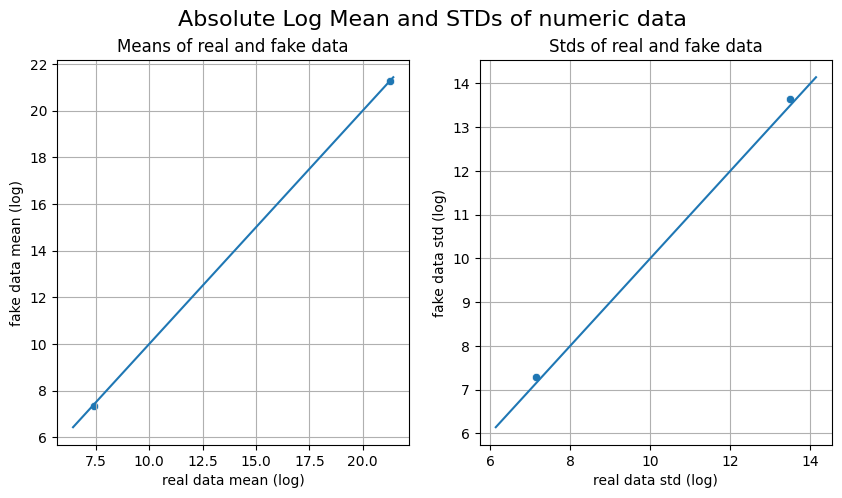 Absolute Log Mean and STDs of numeric data
Means of real and fake data
22
20
18
16
14
12
10
8
6
fake data mean (log)
7.5 10.0 12.5 15.0 17.5 20.0
real data mean (log)
Stds of real and fake data
14
13
12
11
10
9
8
7
6
fake data std (log)
6 8 10 12 14
real data std (log)